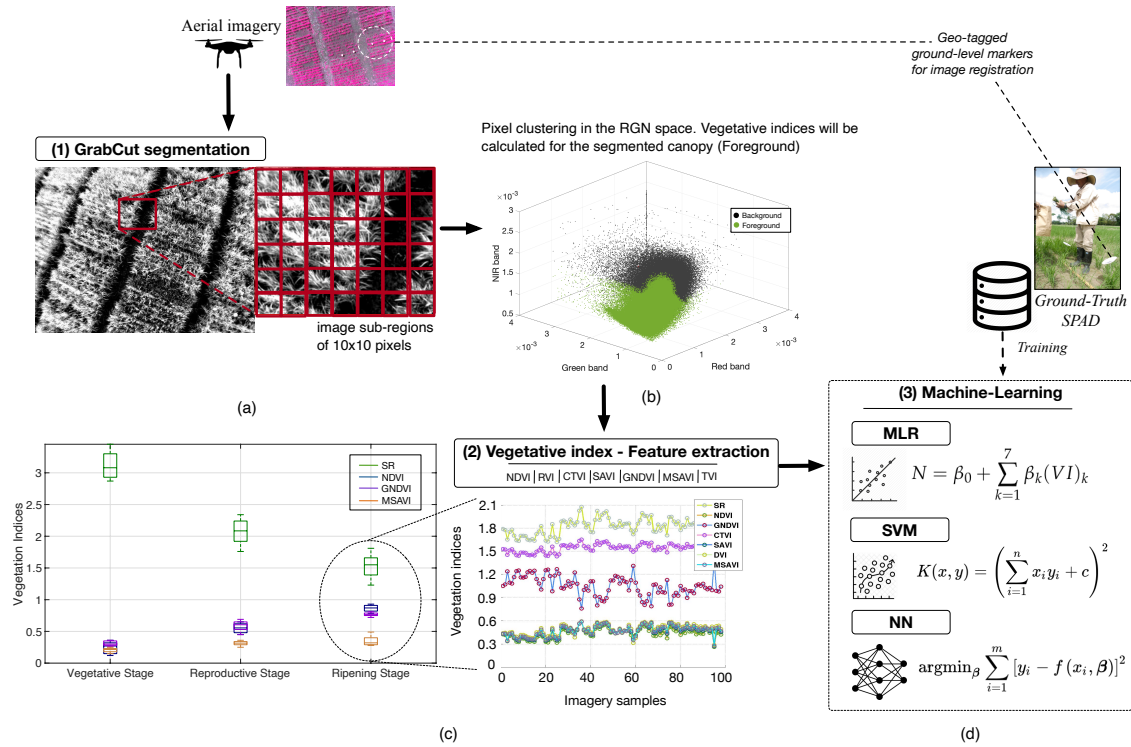 Aerial imagery
Geo-tagged
ground-level markers
for image registration
(1) GrabCut segmentation
image sub-regions
of 10x10 pixels
(a)
Pixel clustering in the RGN space. Vegetative indices will be
calculated for the segmented canopy (Foreground)
×10⁻³
3
2.5
2
1.5
1
0.5
4
NIR band
Background
Foreground
×10⁻³
3
2
1
0
Green band
0
1
2
3
4
×10⁻³
Red band
(b)
Ground-Truth
SPAD
Training
(2) Vegetative index - Feature extraction
NDVI | RVI | CTVI | SAVI | GNDVI | MSAVI | TVI
Vegetation Indices
3
2.5
2
1.5
1
0.5
0
SR
NDVI
GNDVI
MSAVI
Vegetative Stage
Reproductive Stage
Ripening Stage
Vegetation indices
2.1
1.8
1.5
1.2
0.9
0.6
0.3
0
SR
NDVI
GNDVI
CTVI
SAVI
DVI
MSAVI
0 20 40 60 80 100
Imagery samples
(c)
(3) Machine-Learning
MLR
N = β₀ + ∑_{k=1}^{7} β_k(VI)_k
SVM
K(x, y) = (∑_{i=1}^{n} x_i y_i + c)²
NN
argmin_β ∑_{i=1}^{m} [y_i − f(x_i, β)]²
(d)